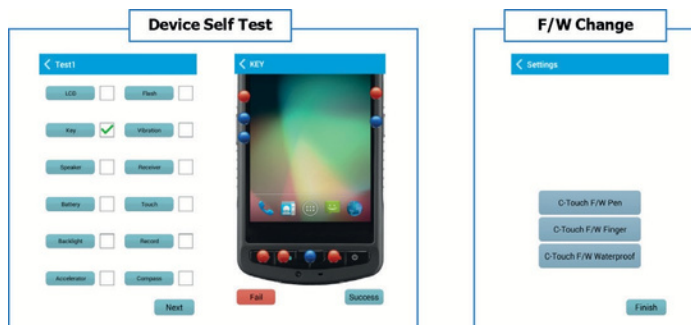 Device Self Test
F/W Change
Test1
LCD
Flash
Key
Vibration
Speaker
Receiver
Battery
Touch
Backlight
Record
Accelerator
Compass
Next
KEY
Fail
Success
Settings
C-Touch F/W Pen
C-Touch F/W Finger
C-Touch F/W Waterproof
Finish